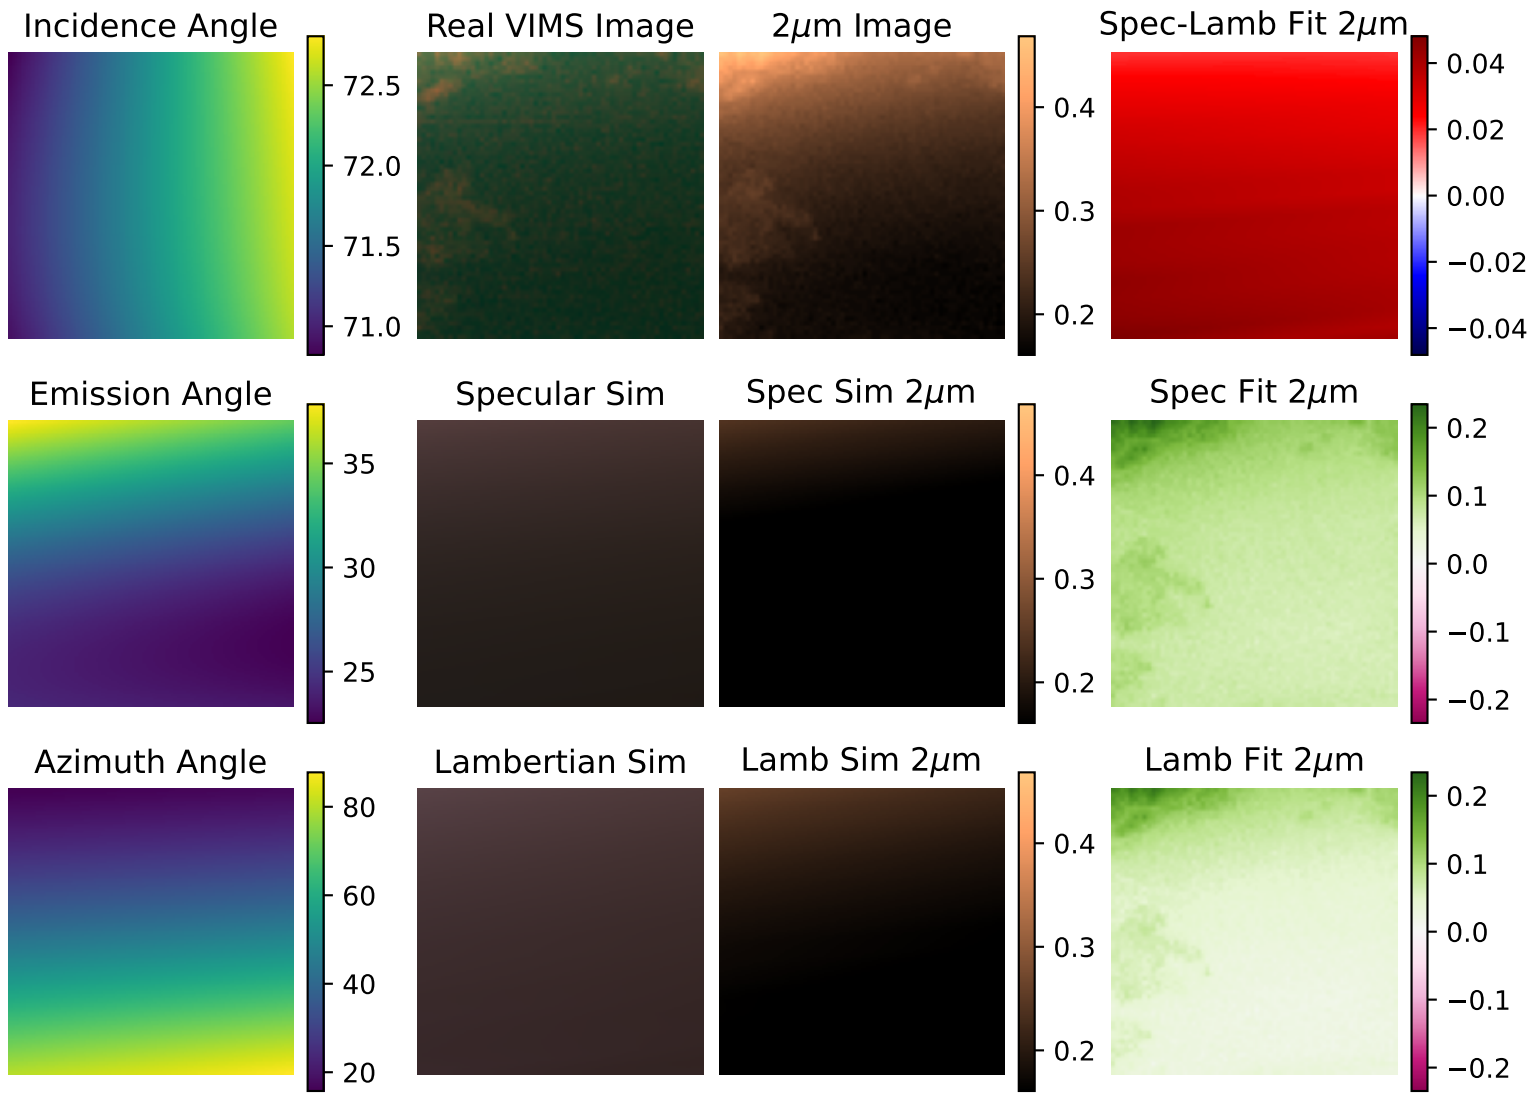 Incidence Angle
72.5
72.0
71.5
71.0
Real VIMS Image
2μm Image
0.4
0.3
0.2
Spec-Lamb Fit 2μm
0.04
0.02
0.00
−0.02
−0.04
Emission Angle
35
30
25
Specular Sim
Spec Sim 2μm
0.4
0.3
0.2
Spec Fit 2μm
0.2
0.1
0.0
−0.1
−0.2
Azimuth Angle
80
60
40
20
Lambertian Sim
Lamb Sim 2μm
0.4
0.3
0.2
Lamb Fit 2μm
0.2
0.1
0.0
−0.1
−0.2